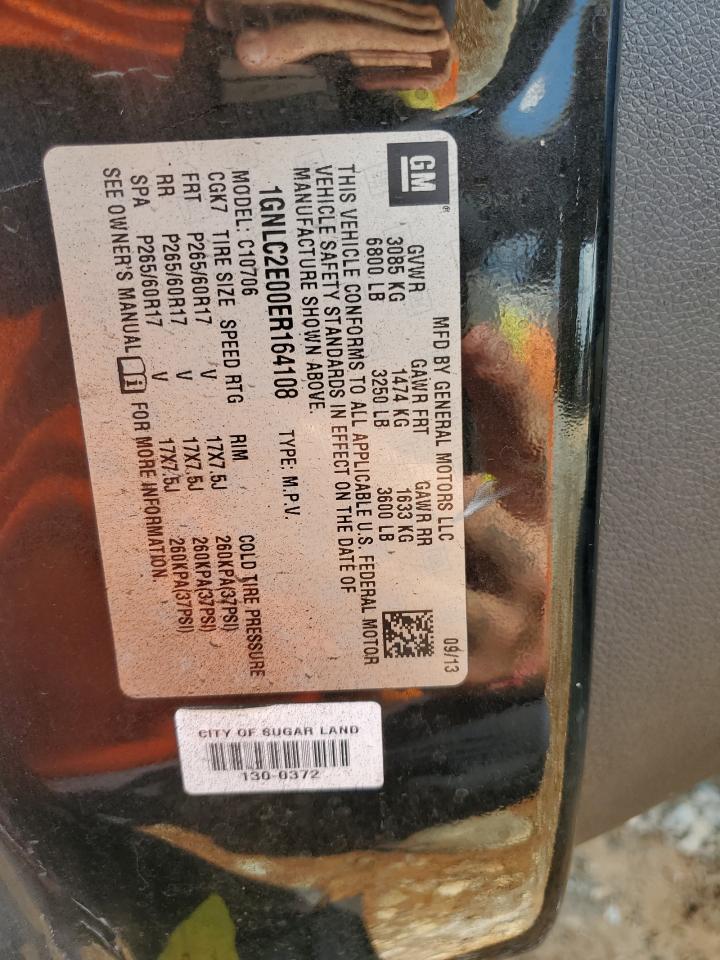 GM
MFD BY GENERAL MOTORS LLC 09/13
GVWR GAWR FRT GAWR RR
3085 KG 1474 KG 1633 KG
6800 LB 3250 LB 3600 LB
THIS VEHICLE CONFORMS TO ALL APPLICABLE U.S. FEDERAL MOTOR
VEHICLE SAFETY STANDARDS IN EFFECT ON THE DATE OF
MANUFACTURE SHOWN ABOVE.
1GNLC2E00ER164108 TYPE: M.P.V.
MODEL: C10706
CGK7 TIRE SIZE SPEED RTG RIM COLD TIRE PRESSURE
FRT P265/60R17 V 17X7.5J 260KPA(37PSI)
RR P265/60R17 V 17X7.5J 260KPA(37PSI)
SPA P265/60R17 V 17X7.5J 260KPA(37PSI)
SEE OWNER'S MANUAL FOR MORE INFORMATION.
CITY OF SUGAR LAND
130-0372